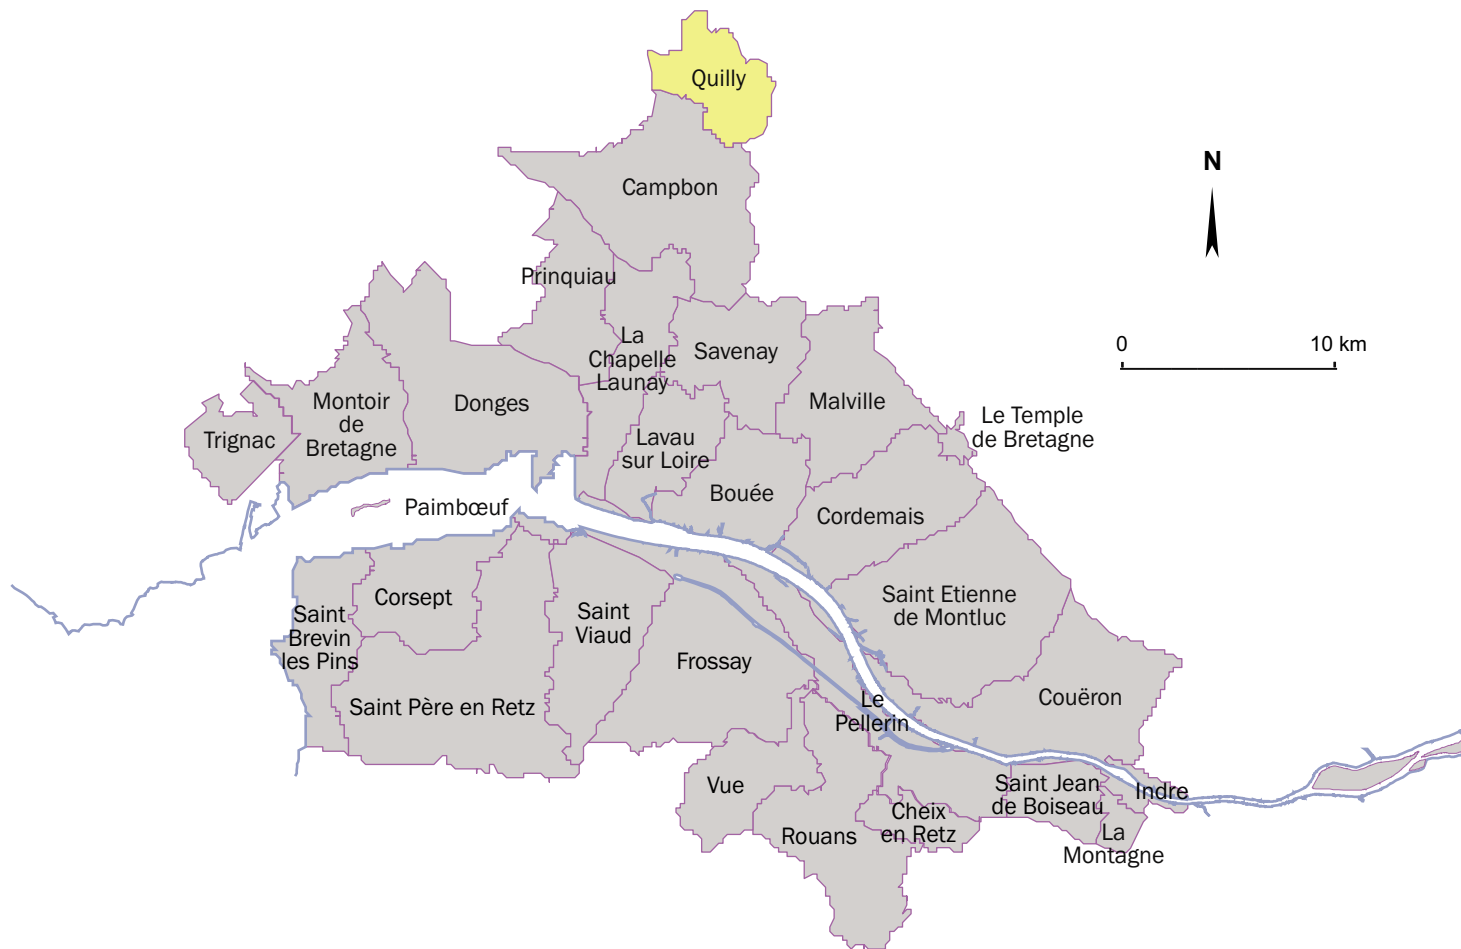 Quilly
N
Campbon
Prinquiau
0 10 km
La
Chapelle
Launay
Savenay
Montoir
de
Bretagne
Donges
Malville
Le Temple
de Bretagne
Trignac
Lavau
sur Loire
Bouée
Paimbœuf
Cordemais
Corsept
Saint
Brevin
les Pins
Saint
Viaud
Saint Etienne
de Montluc
Frossay
Saint Père en Retz
Le
Pellerin
Couëron
Vue
Saint Jean
de Boiseau
Indre
Rouans
Cheix
en Retz
La
Montagne